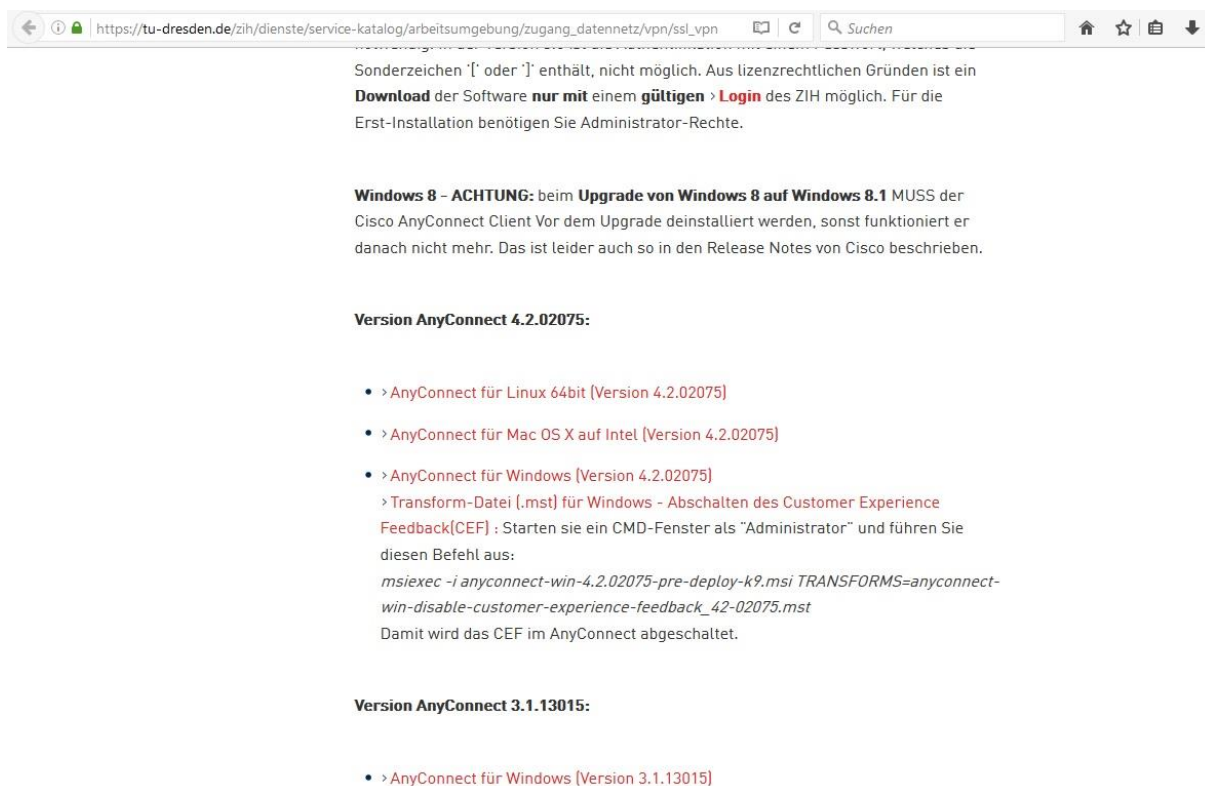 https://tu-dresden.de/zih/dienste/service-katalog/arbeitsumgebung/zugang_datennetz/vpn/ssl_vpn
Suchen
Sonderzeichen '[' oder ']' enthält, nicht möglich. Aus lizenzrechtlichen Gründen ist ein
Download der Software nur mit einem gültigen › Login des ZIH möglich. Für die
Erst-Installation benötigen Sie Administrator-Rechte.
Windows 8 – ACHTUNG: beim Upgrade von Windows 8 auf Windows 8.1 MUSS der
Cisco AnyConnect Client Vor dem Upgrade deinstalliert werden, sonst funktioniert er
danach nicht mehr. Das ist leider auch so in den Release Notes von Cisco beschrieben.
Version AnyConnect 4.2.02075:
• › AnyConnect für Linux 64bit (Version 4.2.02075)
• › AnyConnect für Mac OS X auf Intel (Version 4.2.02075)
• › AnyConnect für Windows (Version 4.2.02075)
› Transform-Datei (.mst) für Windows - Abschalten des Customer Experience
Feedback(CEF) : Starten sie ein CMD-Fenster als "Administrator" und führen Sie
diesen Befehl aus:
msiexec -i anyconnect-win-4.2.02075-pre-deploy-k9.msi TRANSFORMS=anyconnect-
win-disable-customer-experience-feedback_42-02075.mst
Damit wird das CEF im AnyConnect abgeschaltet.
Version AnyConnect 3.1.13015:
• › AnyConnect für Windows (Version 3.1.13015)